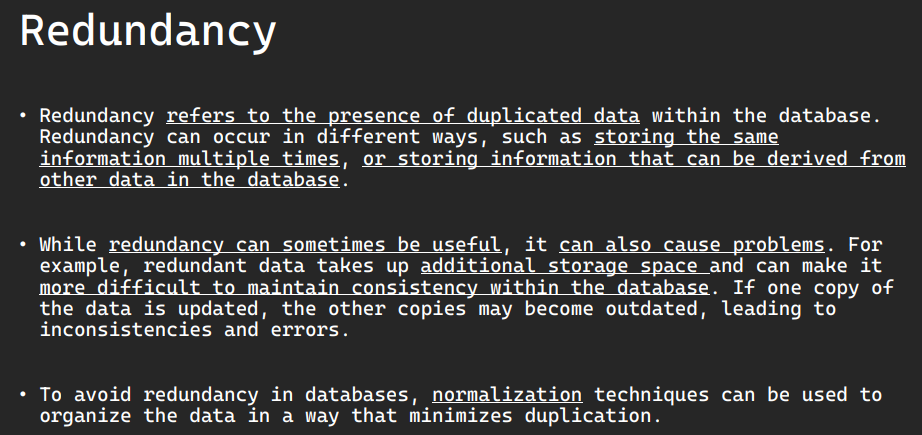 Redundancy
• Redundancy refers to the presence of duplicated data within the database.
Redundancy can occur in different ways, such as storing the same
information multiple times, or storing information that can be derived from
other data in the database.
• While redundancy can sometimes be useful, it can also cause problems. For
example, redundant data takes up additional storage space and can make it
more difficult to maintain consistency within the database. If one copy of
the data is updated, the other copies may become outdated, leading to
inconsistencies and errors.
• To avoid redundancy in databases, normalization techniques can be used to
organize the data in a way that minimizes duplication.